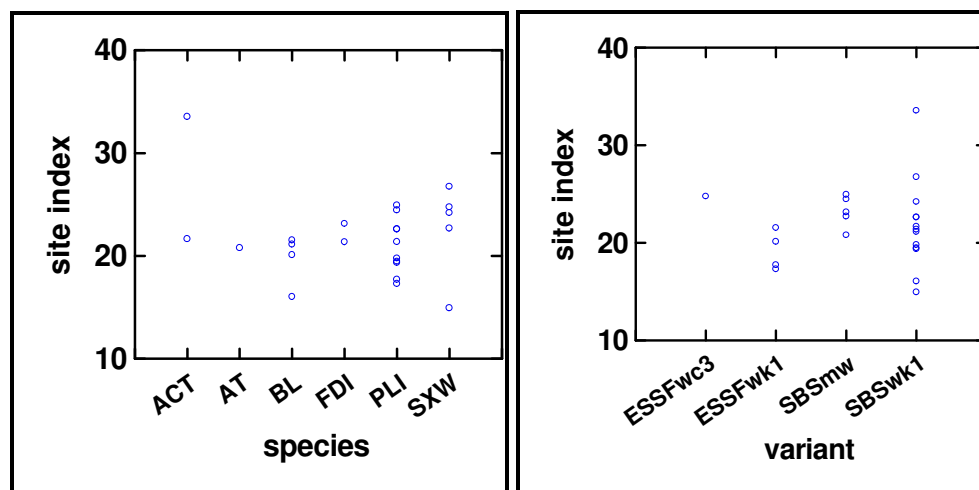 40
30
20
10
site index
ACT
AT
BL
FDI
PLI
SXW
species
40
30
20
10
site index
ESSFwc3
ESSFwk1
SBSmw
SBSwk1
variant